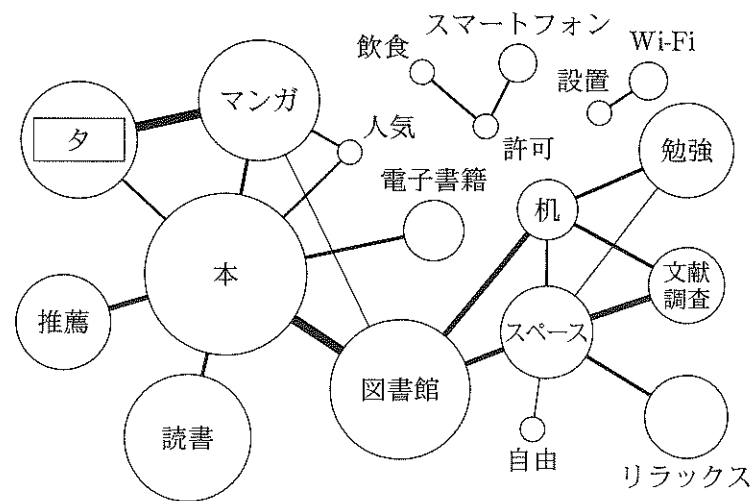 スマートフォン
飲食
Wi-Fi
設置
マンガ
タ
人気
許可
勉強
電子書籍
机
本
文献
調査
推薦
スペース
図書館
読書
自由
リラックス